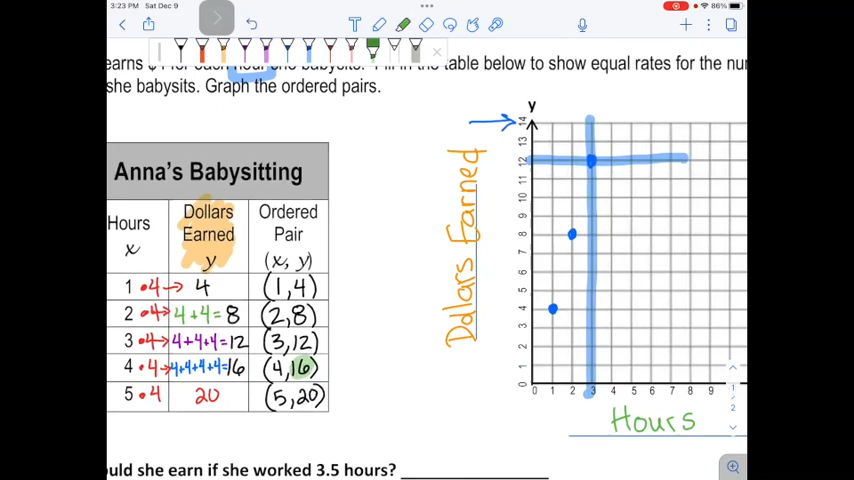 3:23 PM Sat Dec 9
86%
Anna's B
T
earns $4 for each hour she babysits. Fill in the table below to show equal rates for the nu
she babysits. Graph the ordered pairs.
Anna's Babysitting
Hours x
Dollars Earned y
Ordered Pair (x, y)
1 •4→ 4 (1,4)
2 •4→ 4+4= 8 (2,8)
3 •4→ 4+4+4=12 (3,12)
4 •4→ 4+4+4+4=16 (4,16)
5 •4 20 (5,20)
Dollars Earned
y
14
13
12
11
10
9
8
7
6
5
4
3
2
1
0
0 1 2 3 4 5 6 7 8 9
Hours
1
2
ould she earn if she worked 3.5 hours?